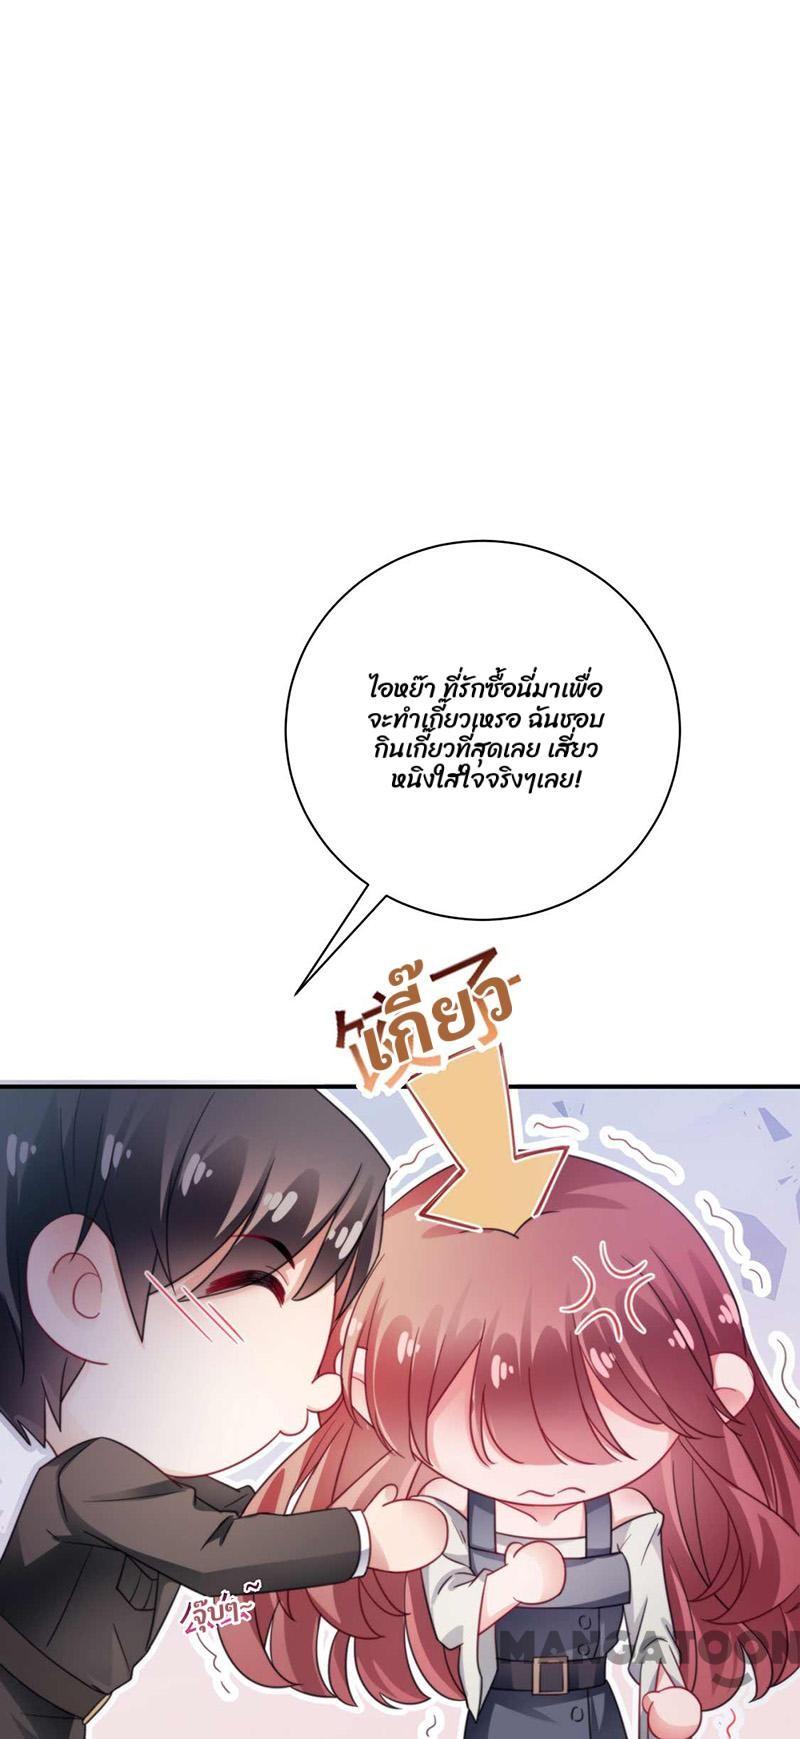 ไอหย๊า ที่รักซื้อนี่มาเพื่อ
จะทำเกี๊ยวเหรอ ฉันชอบ
กินเกี๊ยวที่สุดเลย เสี่ยว
หนิงใส่ใจจริงๆเลย!
เกี๊ยว
จุ๊บๆ~
MANGATOON